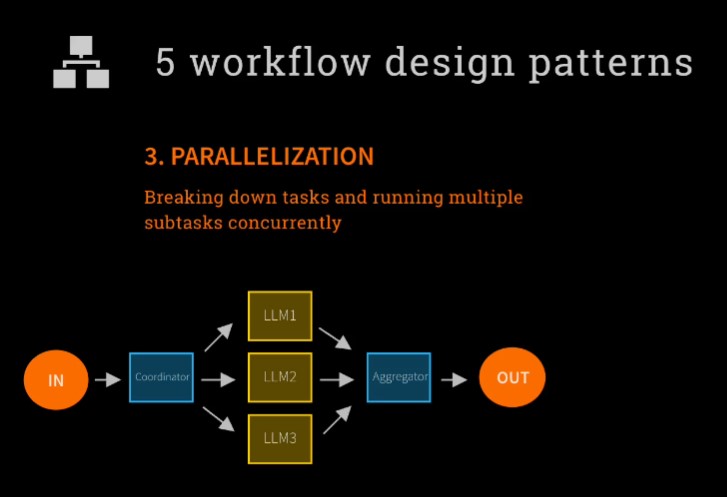 5 workflow design patterns
3. PARALLELIZATION
Breaking down tasks and running multiple
subtasks concurrently
LLM1
IN
Coordinator
LLM2
Aggregator
OUT
LLM3